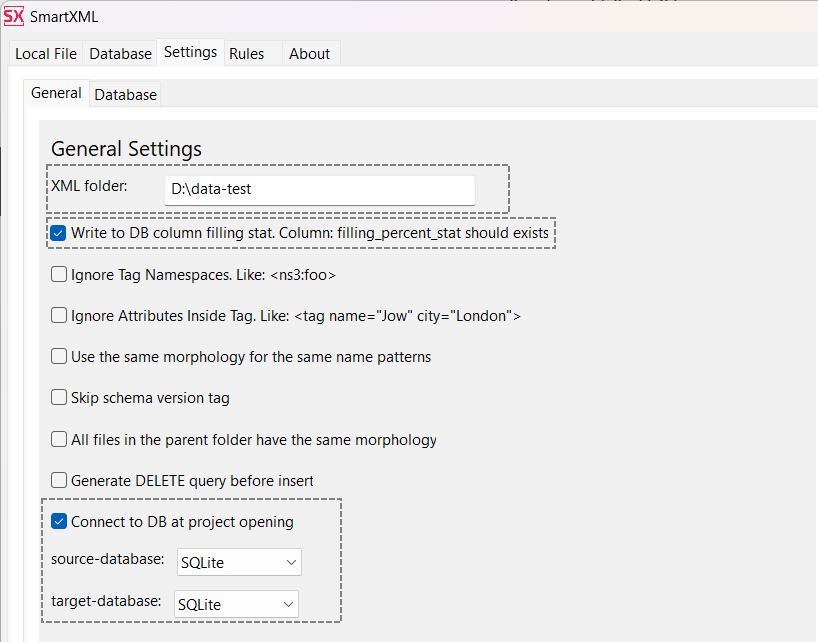 SX SmartXML
Local File Database Settings Rules About
General Database
General Settings
XML folder: D:\data-test
Write to DB column filling stat. Column: filling_percent_stat should exists
Ignore Tag Namespaces. Like: <ns3:foo>
Ignore Attributes Inside Tag. Like: <tag name="Jow" city="London">
Use the same morphology for the same name patterns
Skip schema version tag
All files in the parent folder have the same morphology
Generate DELETE query before insert
Connect to DB at project opening
source-database: SQLite
target-database: SQLite